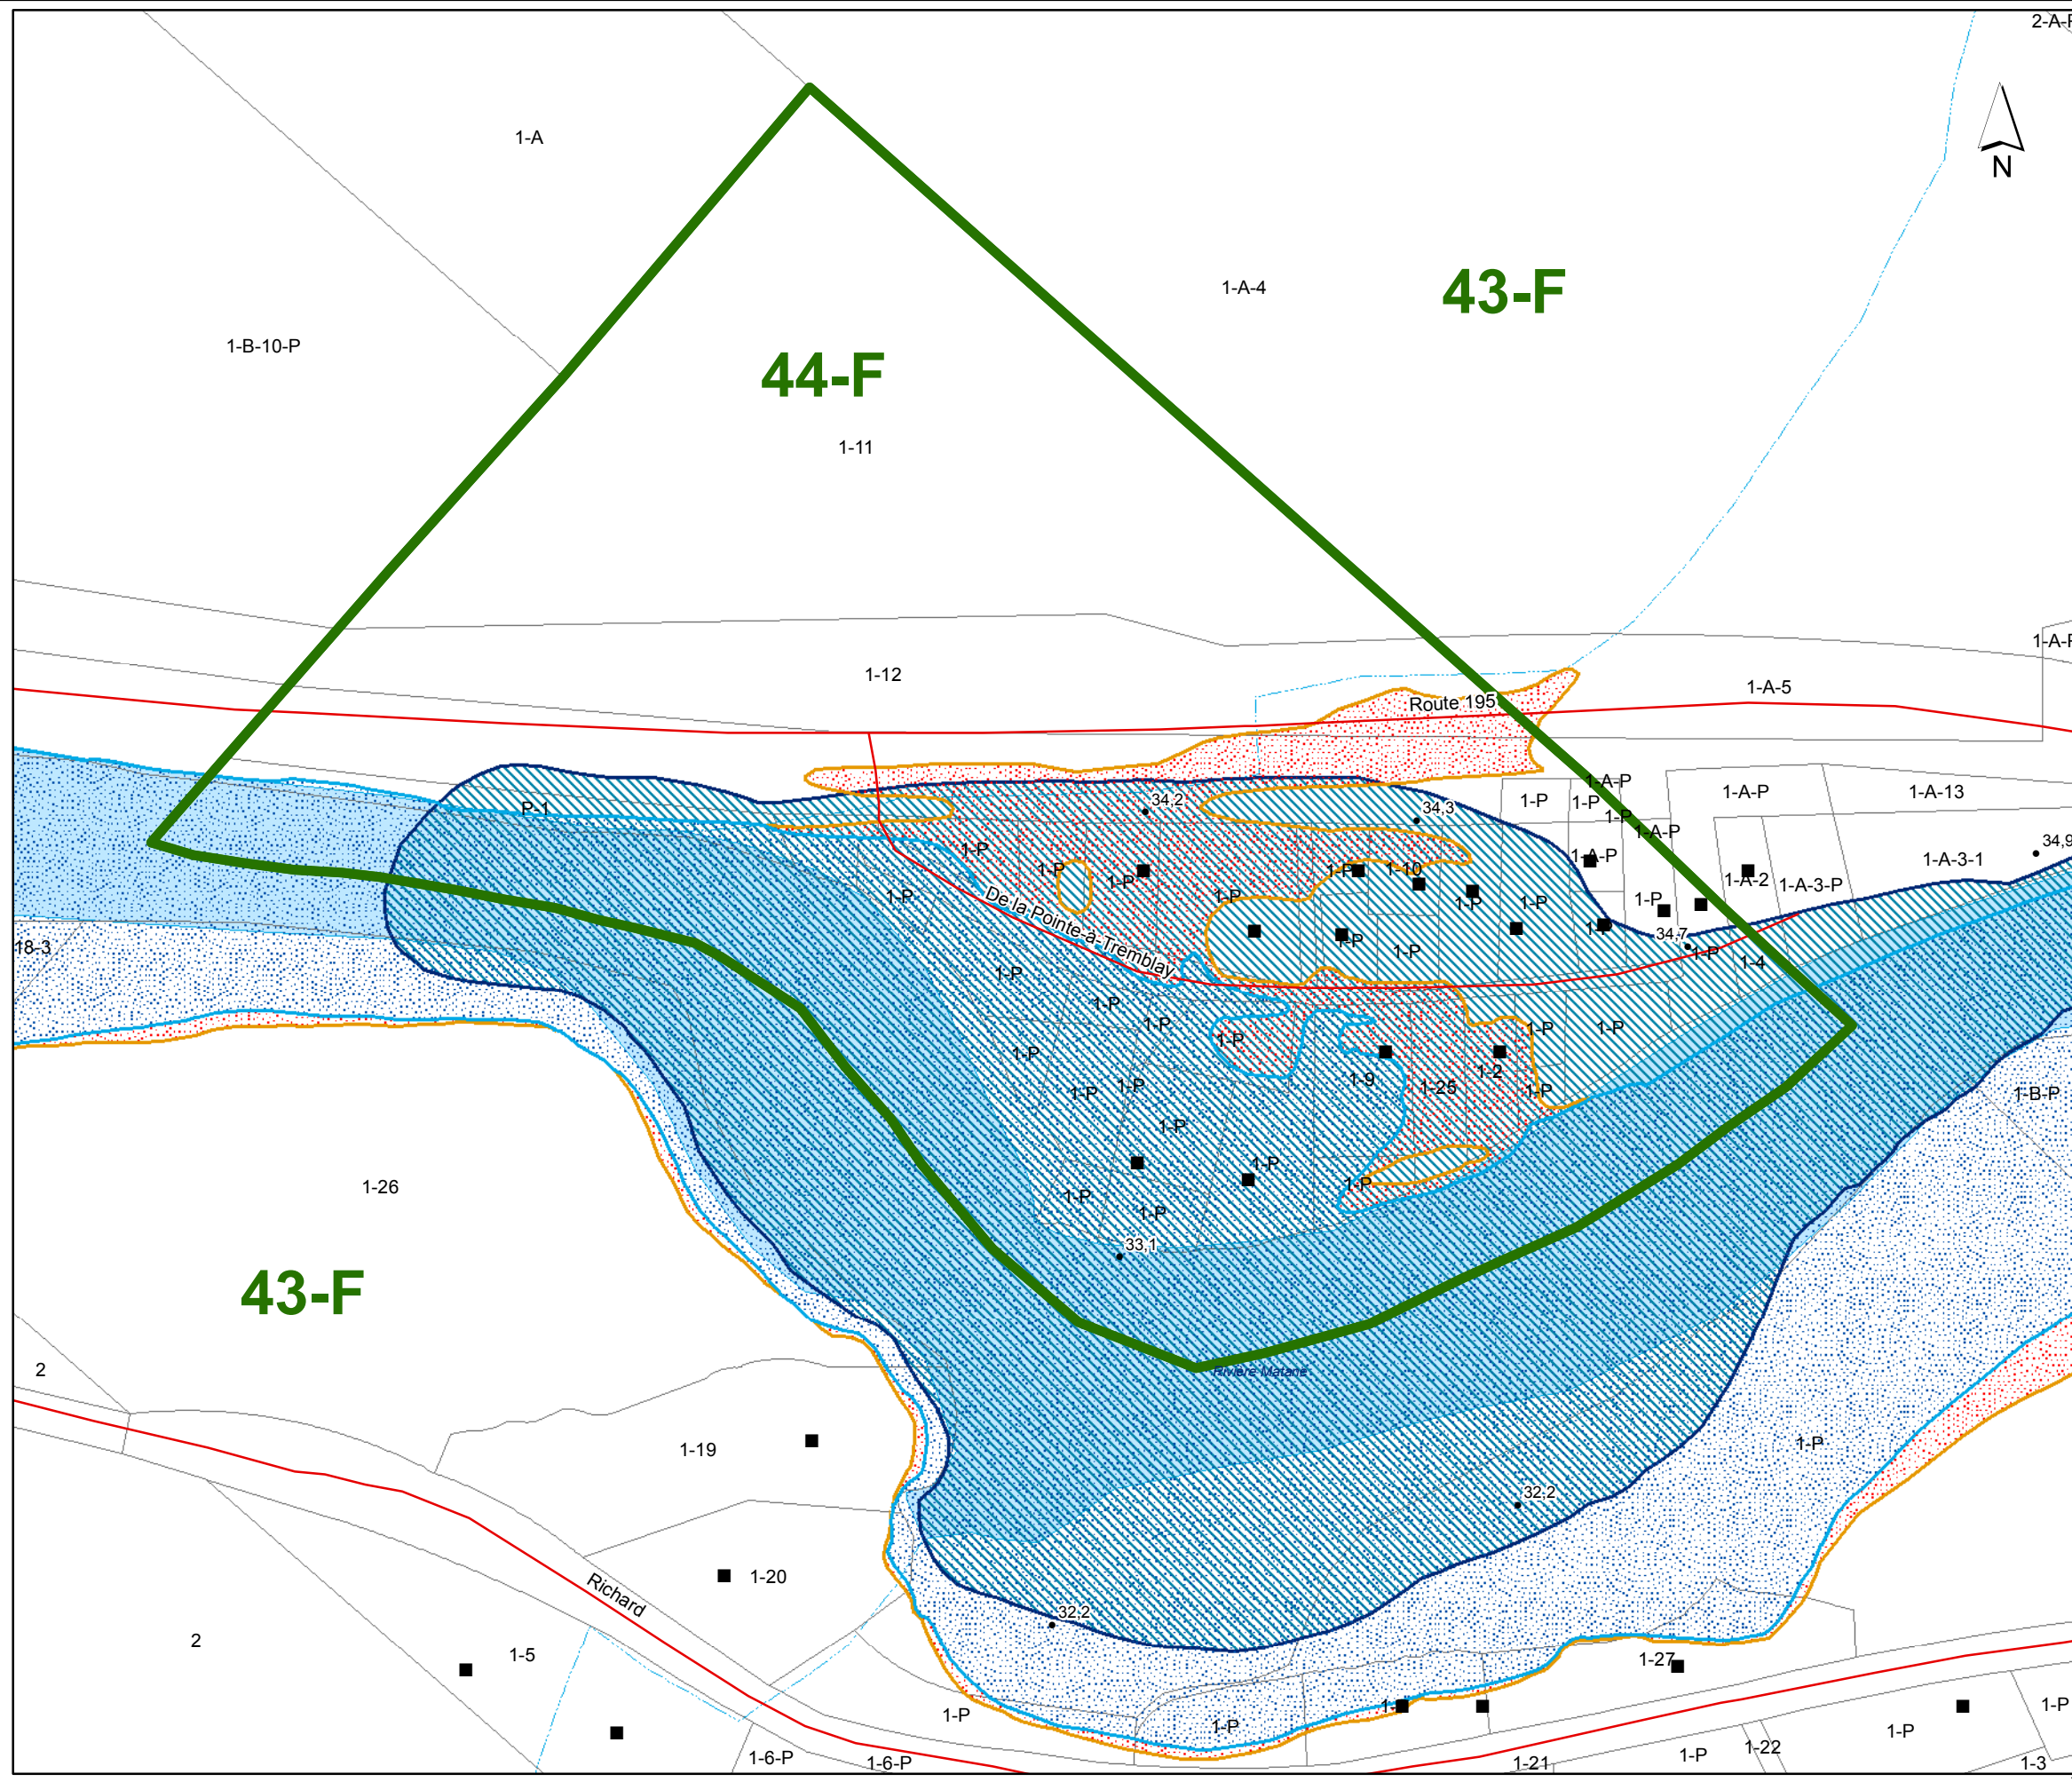 2-A-P
1-A
N
1-A-4
43-F
1-B-10-P
44-F
1-11
1-A-P
1-12
1-A-5
Route 195
1-A-P
1-A-P
1-A-13
P-1
34,2
34,3
1-P
1-P
1-P
1-A-P
34,9
1-P
1-P
1-P
1-P
1-10
1-A-P
1-A-2
1-A-3-P
1-A-3-1
1-P
1-P
1-P
1-P
1-P
De la Pointe-à-Tremblay
1-P
1-P
1-P
34,7
1-P
1-4
18-3
1-P
1-P
1-P
1-P
1-P
1-P
1-P
1-9
1-25
1-2
1-P
1-P
1-P
1-B-P
1-P
1-P
1-P
1-P
1-P
33,1
1-26
43-F
2
Rivière Matane
1-19
1-P
32,2
1-20
Richard
32,2
2
1-5
1-27
1-P
1-P
1-P
1-P
1-6-P
1-6-P
1-21
1-P
1-22
1-3